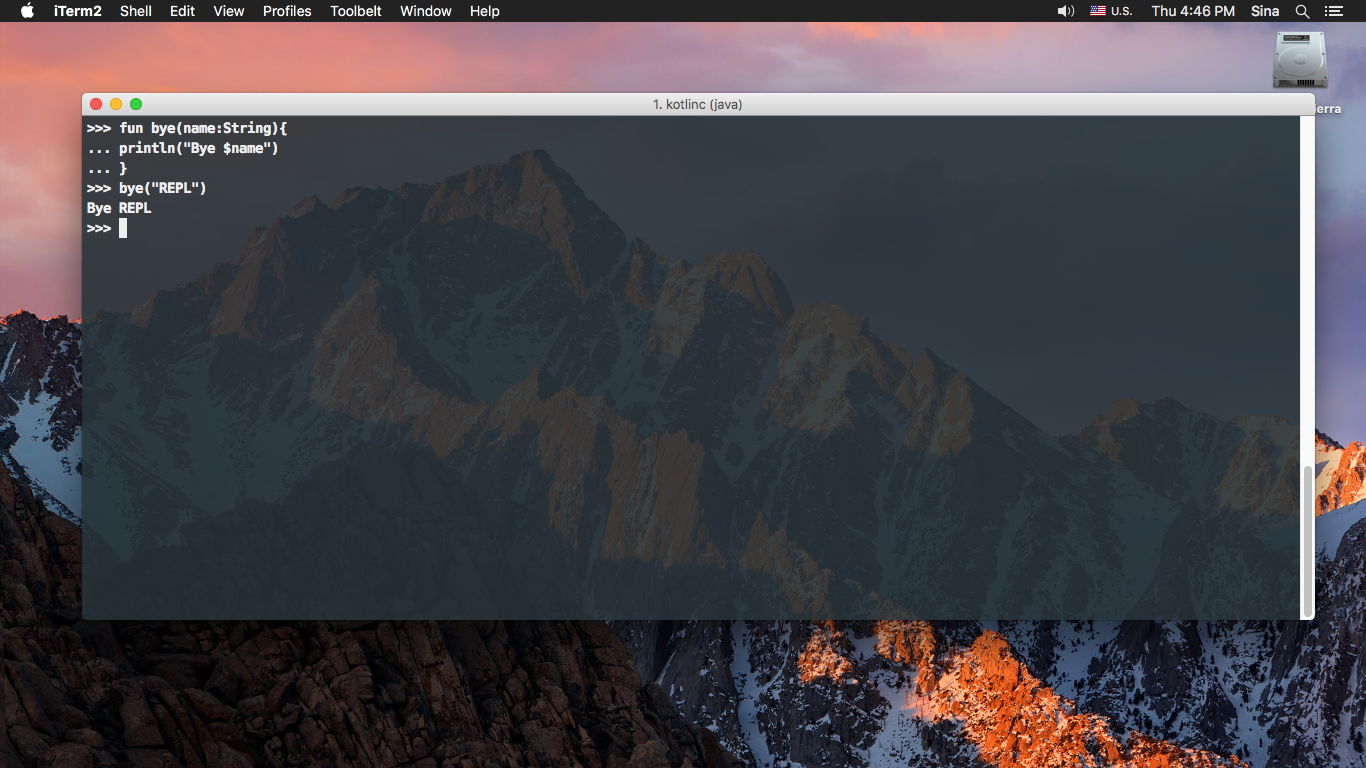 iTerm2 Shell Edit View Profiles Toolbelt Window Help U.S. Thu 4:46 PM Sina
erra
1. kotlinc (java)
>>> fun bye(name:String){
... println("Bye $name")
... }
>>> bye("REPL")
Bye REPL
>>>